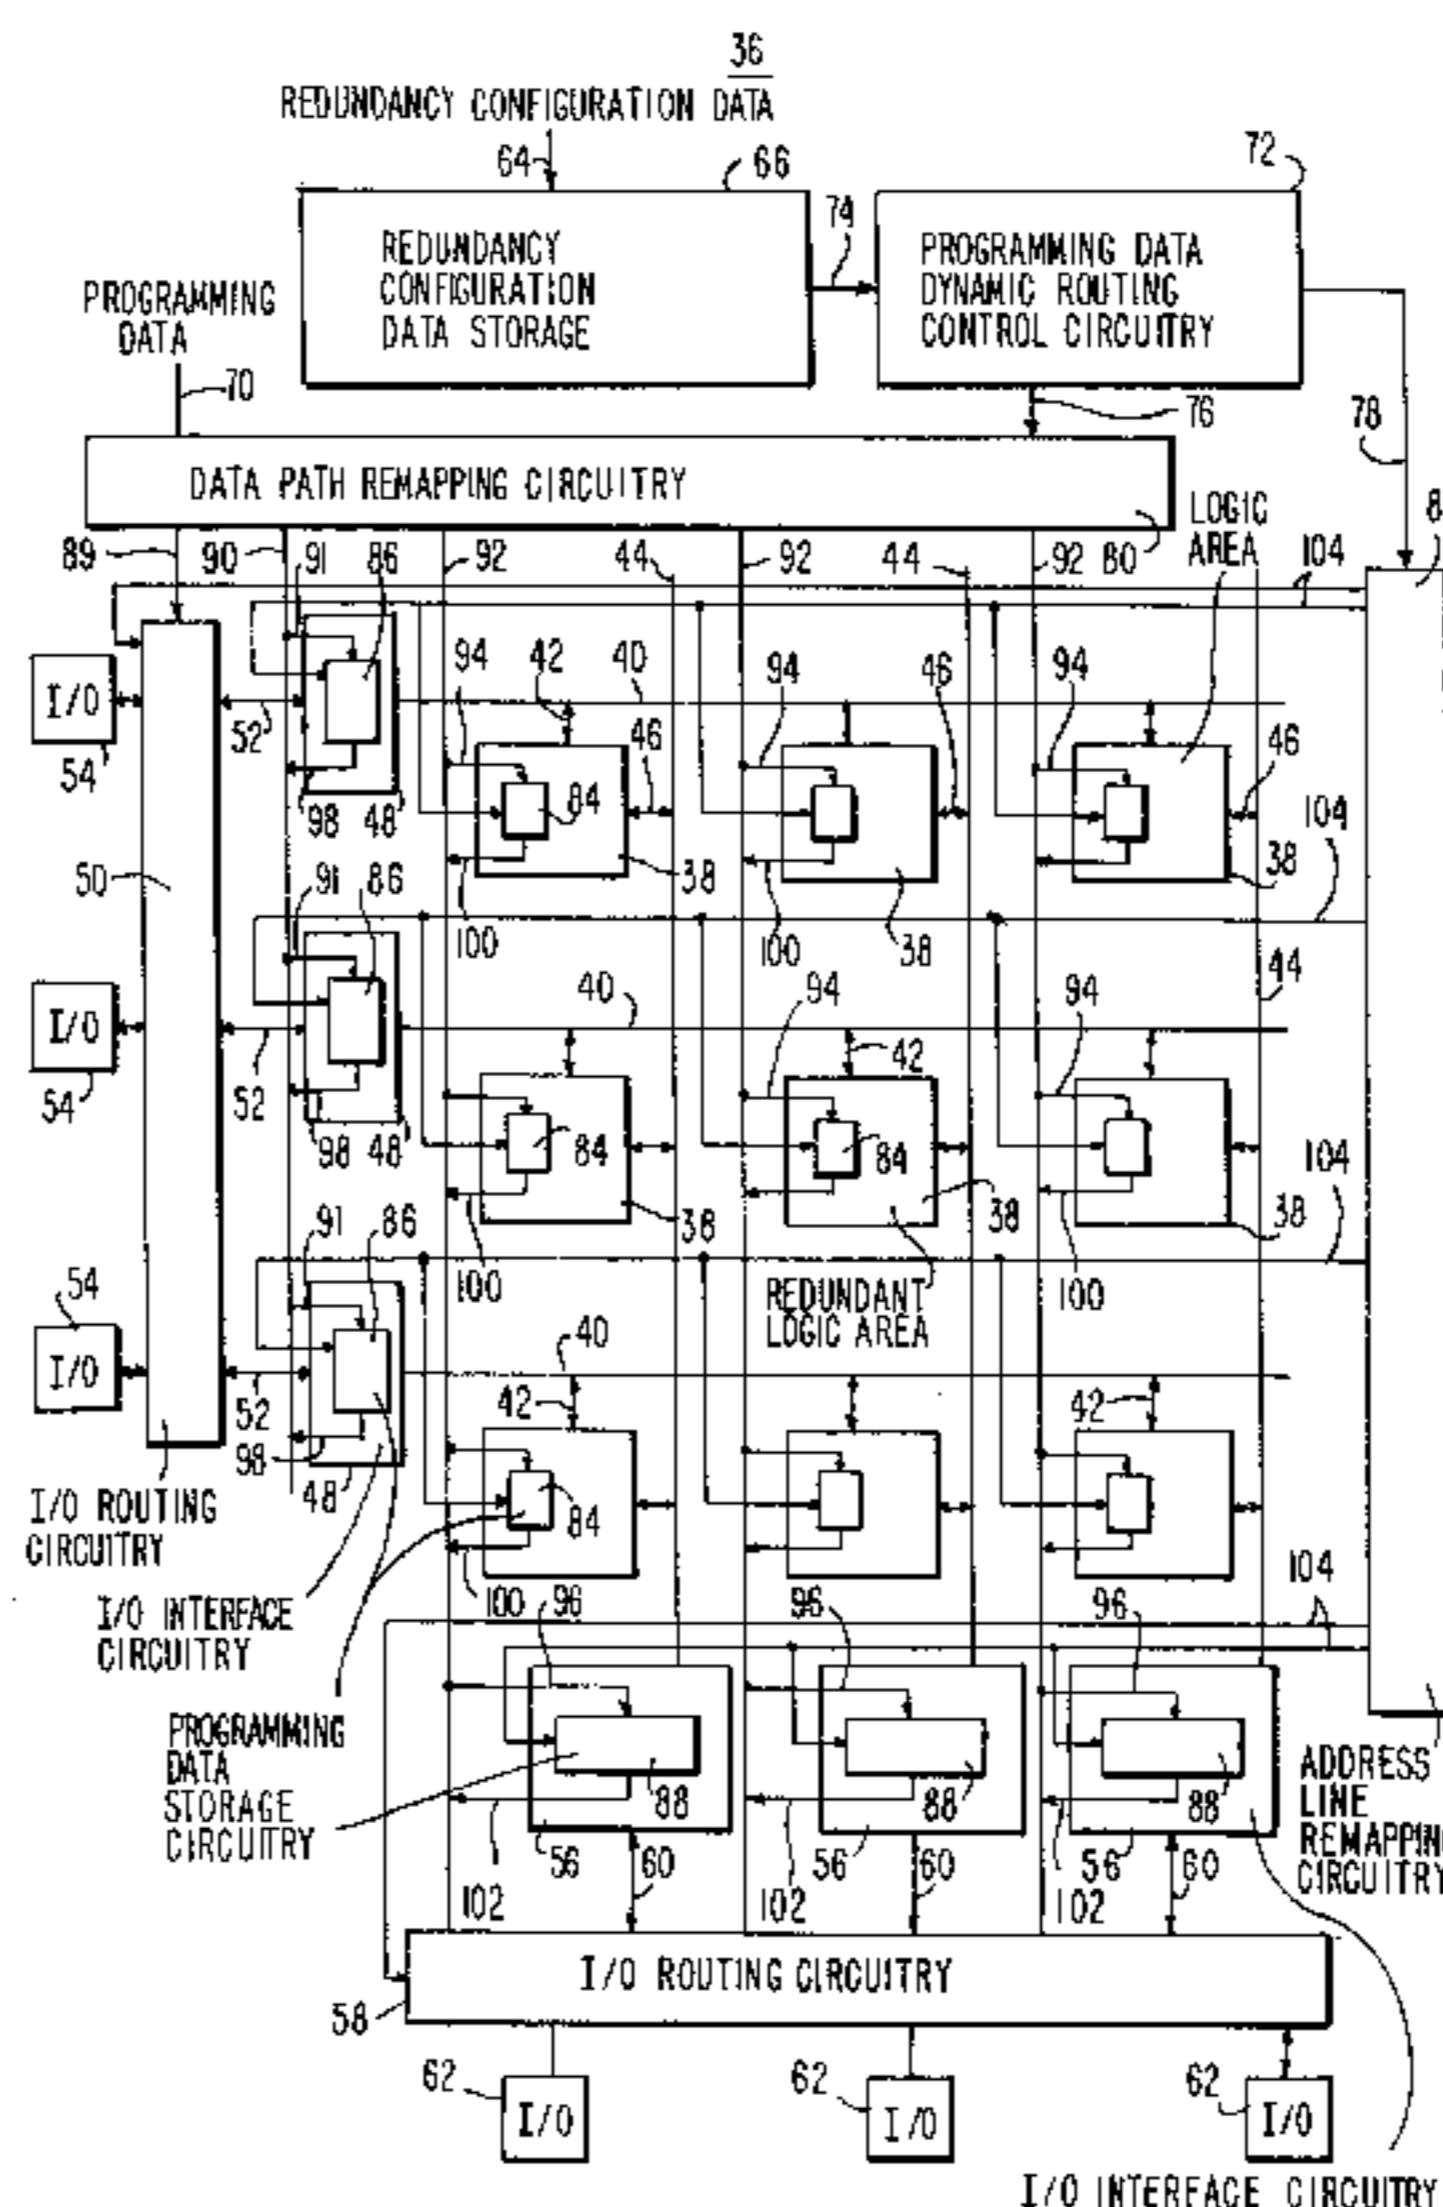 36
REDUNDANCY CONFIGURATION DATA
64
66
72
REDUNDANCY
CONFIGURATION
DATA STORAGE
74
PROGRAMMING DATA
DYNAMIC ROUTING
CONTROL CIRCUITRY
PROGRAMMING
DATA
70
76
78
DATA PATH REMAPPING CIRCUITRY
LOGIC
AREA
8
89
90
91
86
92
44
92
44
92
80
104
94
42
40
94
46
94
I/O
52
46
46
54
84
104
98
48
38
38
50
91
86
100
100
38
44
40
94
94
I/O
42
54
52
84
84
104
98
48
38
38
38
91
86
54
100
REDUNDANT
LOGIC AREA
100
40
I/O
52
42
42
98
48
84
I/O ROUTING
CIRCUITRY
100
96
96
96
104
I/O INTERFACE
CIRCUITRY
PROGRAMMING
DATA
STORAGE
CIRCUITRY
88
88
88
ADDRESS
LINE
REMAPPING
CIRCUITRY
56
60
56
60
56
60
102
102
102
I/O ROUTING CIRCUITRY
58
62
62
62
I/O
I/O
I/O
I/O INTERFACE CIRCUITRY